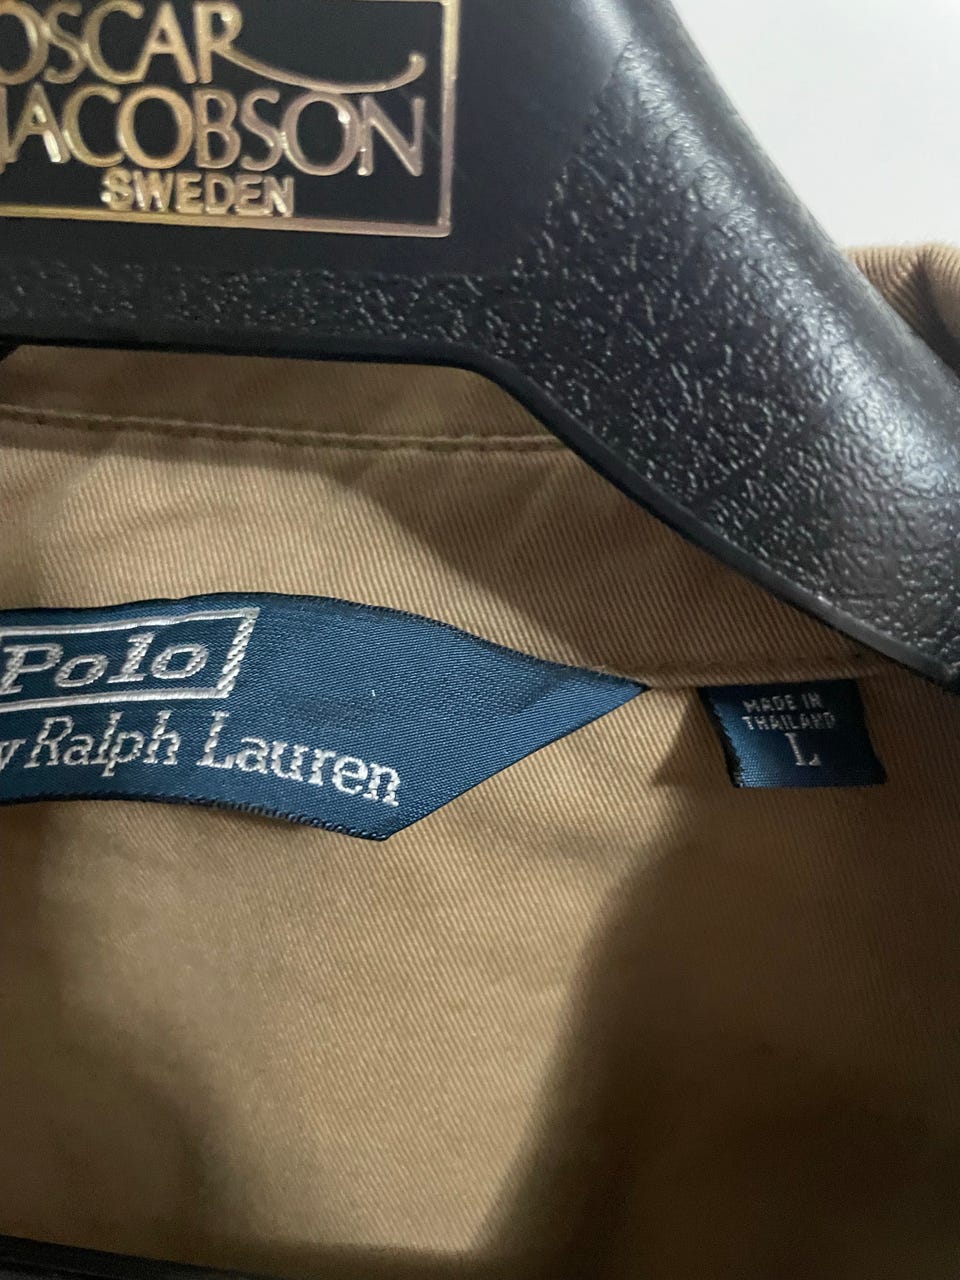 OSCAR
JACOBSON
SWEDEN
Polo
y Ralph Lauren
MADE IN
THAILAND
L